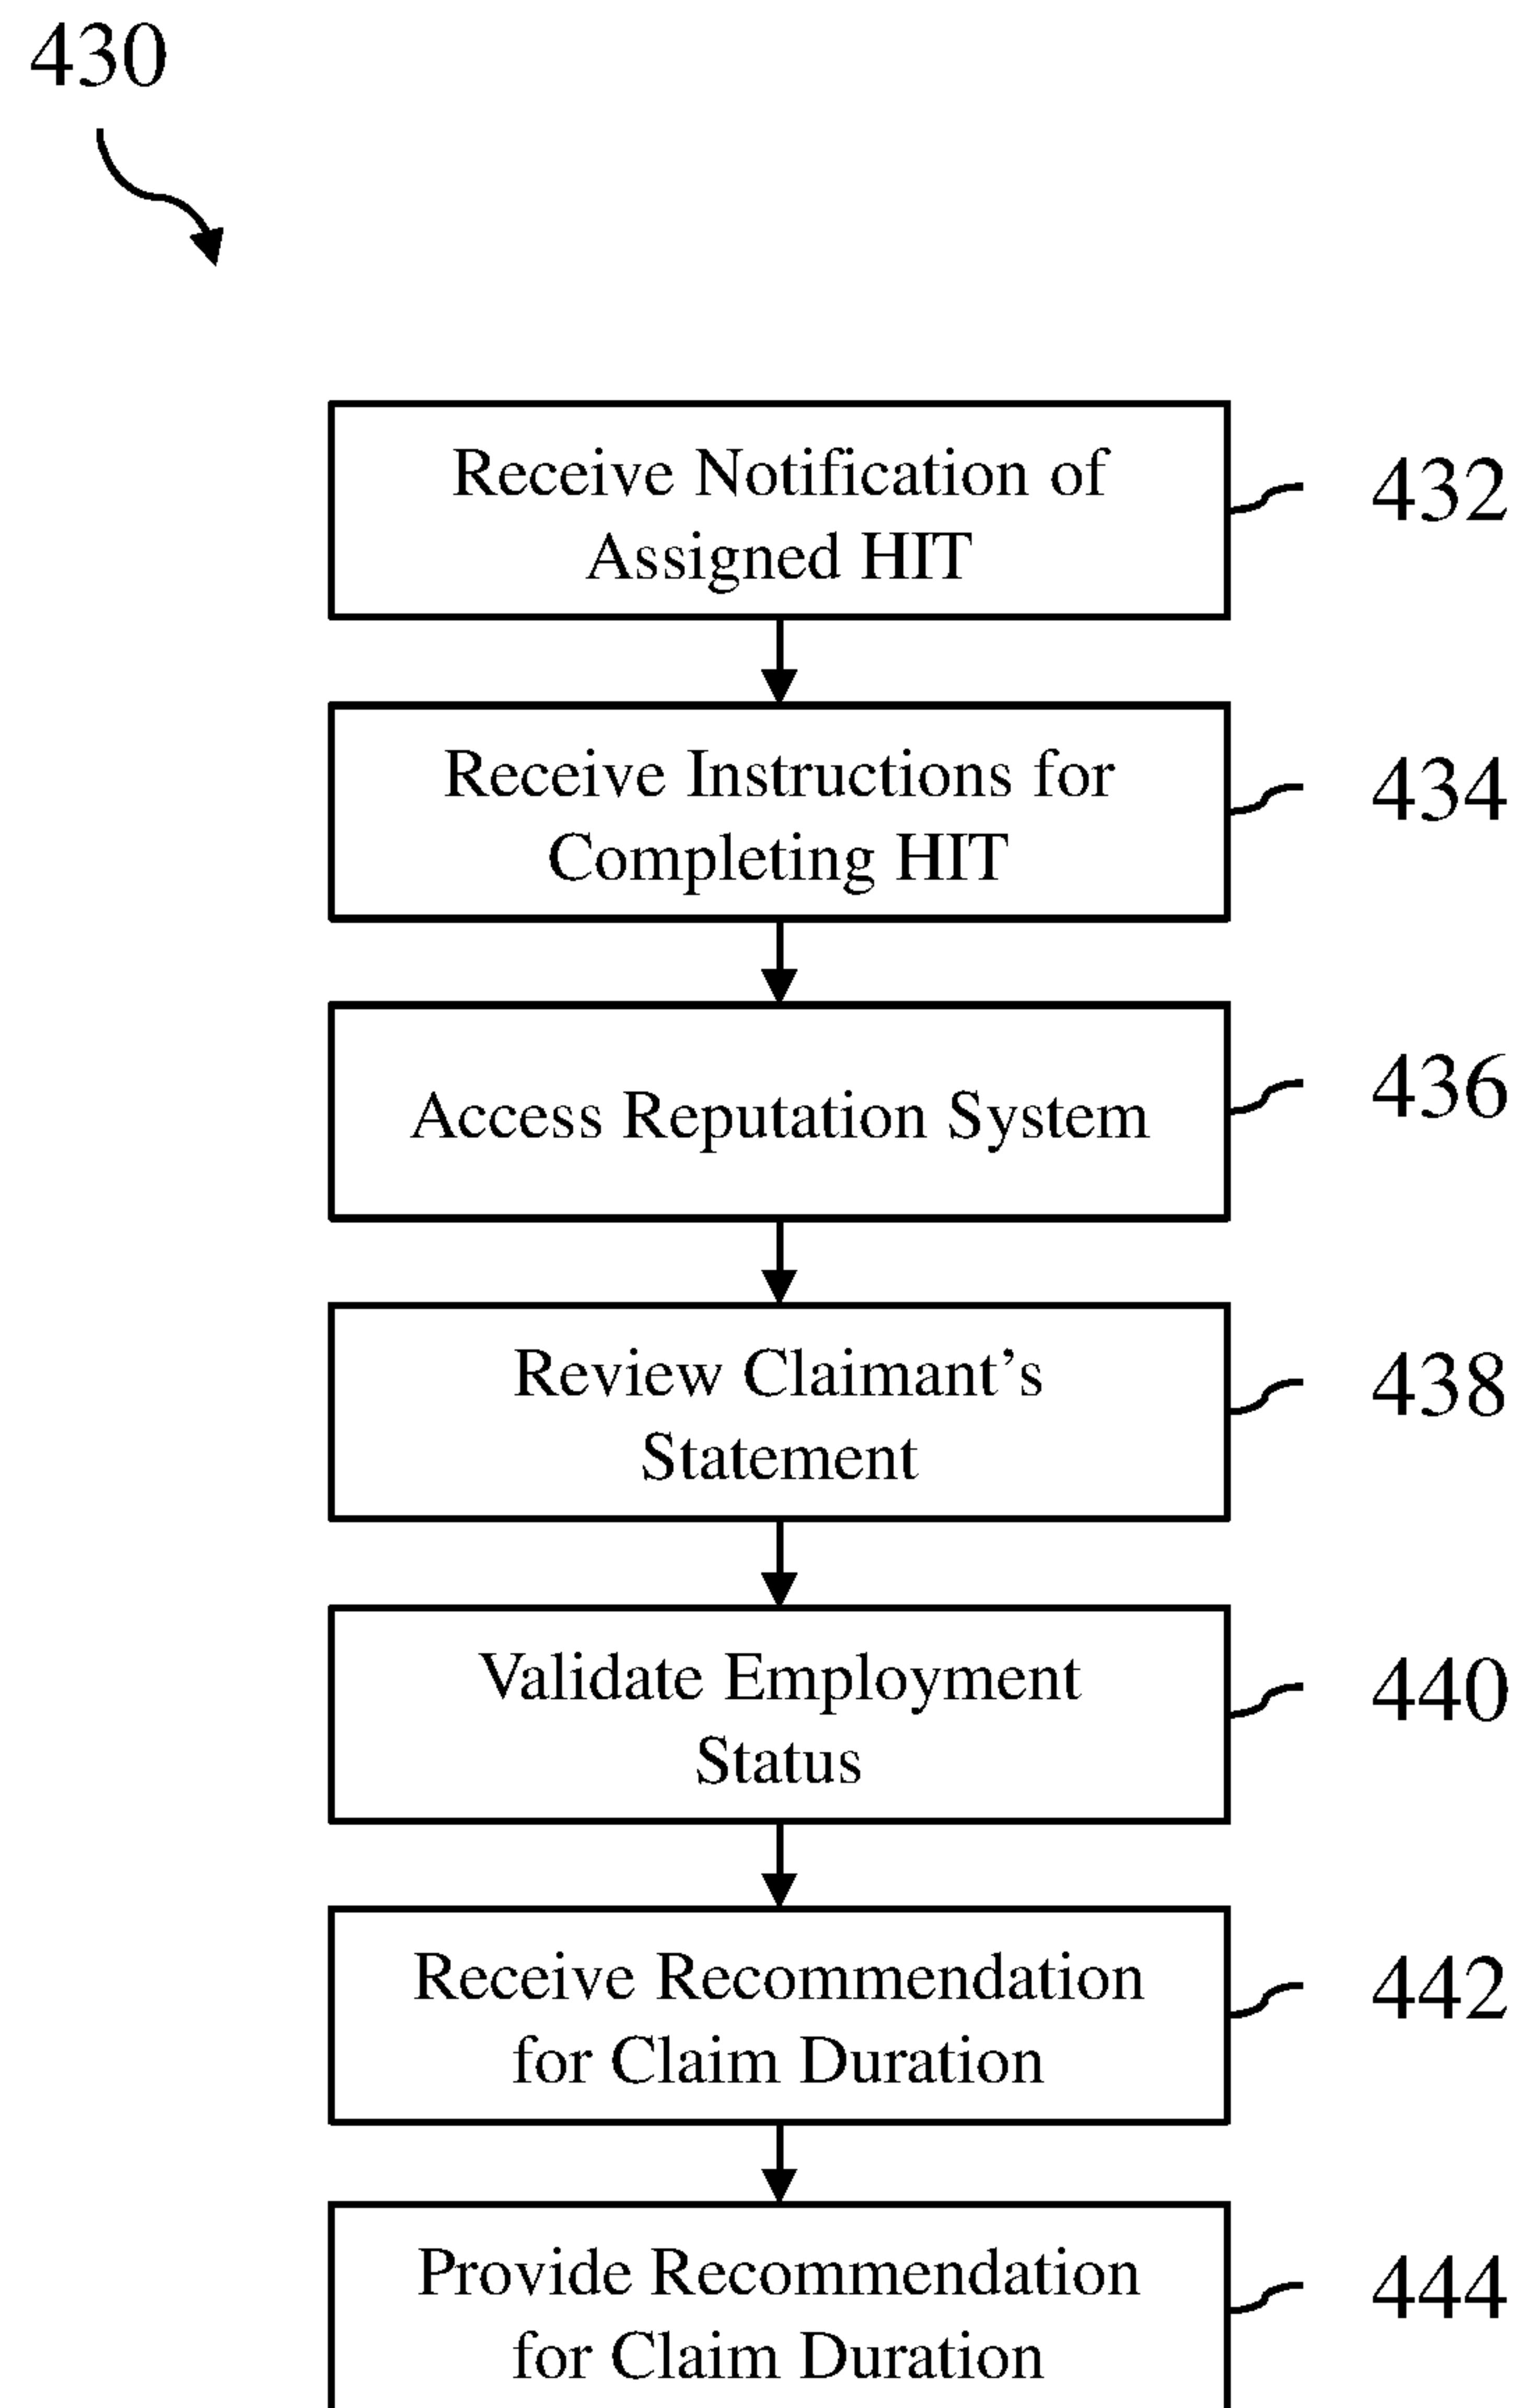 430
Receive Notification of
Assigned HIT
432
Receive Instructions for
Completing HIT
434
Access Reputation System
436
Review Claimant’s
Statement
438
Validate Employment
Status
440
Receive Recommendation
for Claim Duration
442
Provide Recommendation
for Claim Duration
444